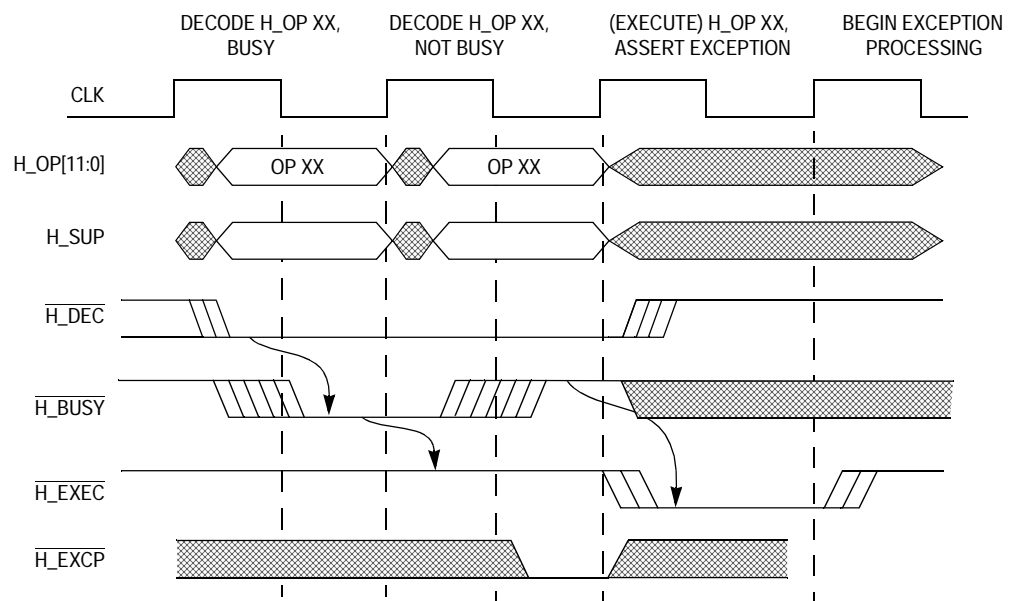 DECODE H_OP XX,
BUSY
DECODE H_OP XX,
NOT BUSY
(EXECUTE) H_OP XX,
ASSERT EXCEPTION
BEGIN EXCEPTION
PROCESSING
CLK
H_OP[11:0]
OP XX
OP XX
H_SUP
H_DEC
H_BUSY
H_EXEC
H_EXCP